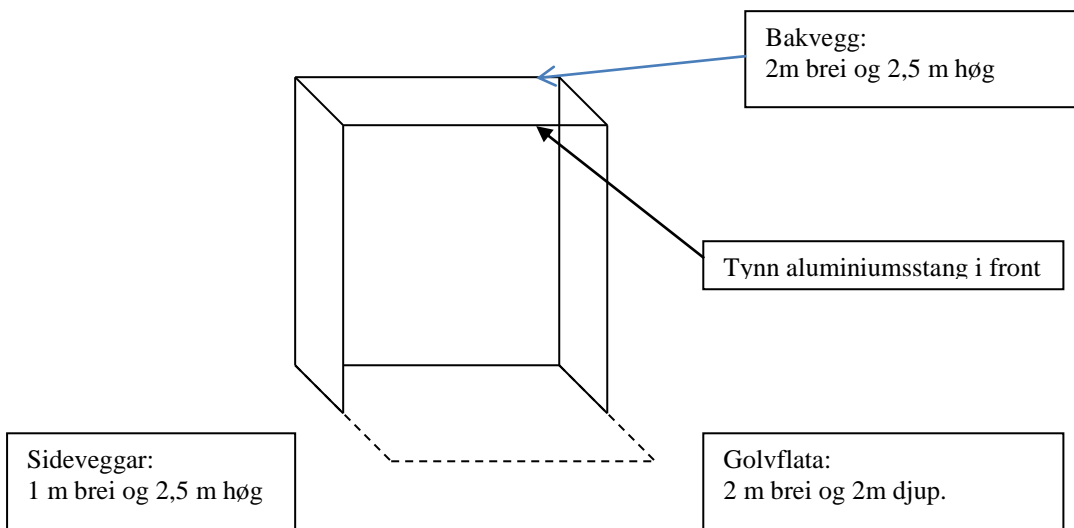 Bakvegg:
2m brei og 2,5 m høg
Tynn aluminiumsstang i front
Sideveggar:
1 m brei og 2,5 m høg
Golvflata:
2 m brei og 2m djup.